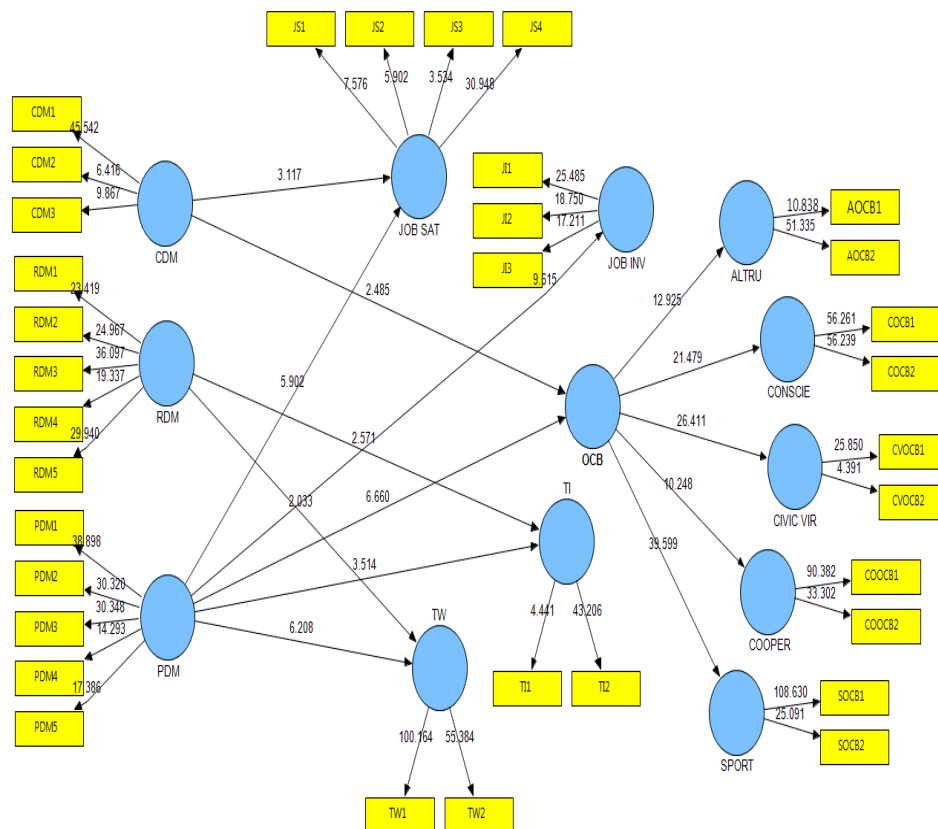 JS1 JS2 JS3 JS4
7.576 5.902 3.534 30.948
JOB SAT
CDM1
CDM2
CDM3
45.542
6.416
9.867
CDM
3.117
2.485
JI1
JI2
JI3
25.485
18.750
17.211
JOB INV
9.615
RDM1
RDM2
RDM3
RDM4
RDM5
23.419
24.967
36.097
19.337
29.940
RDM
5.902
2.571
2.033
6.660
3.514
6.208
PDM1
PDM2
PDM3
PDM4
PDM5
38.898
30.320
30.348
14.293
17.386
PDM
OCB
12.925
21.479
26.411
10.248
39.599
ALTRU
10.838
51.335
AOCB1
AOCB2
CONSCIE
56.261
56.239
COCB1
COCB2
CIVIC VIR
25.850
4.391
CVOCB1
CVOCB2
COOPER
90.382
33.302
COOCB1
COOCB2
SPORT
108.630
25.091
SOCB1
SOCB2
TI
4.441 43.206
TI1 TI2
TW
100.164 55.384
TW1 TW2